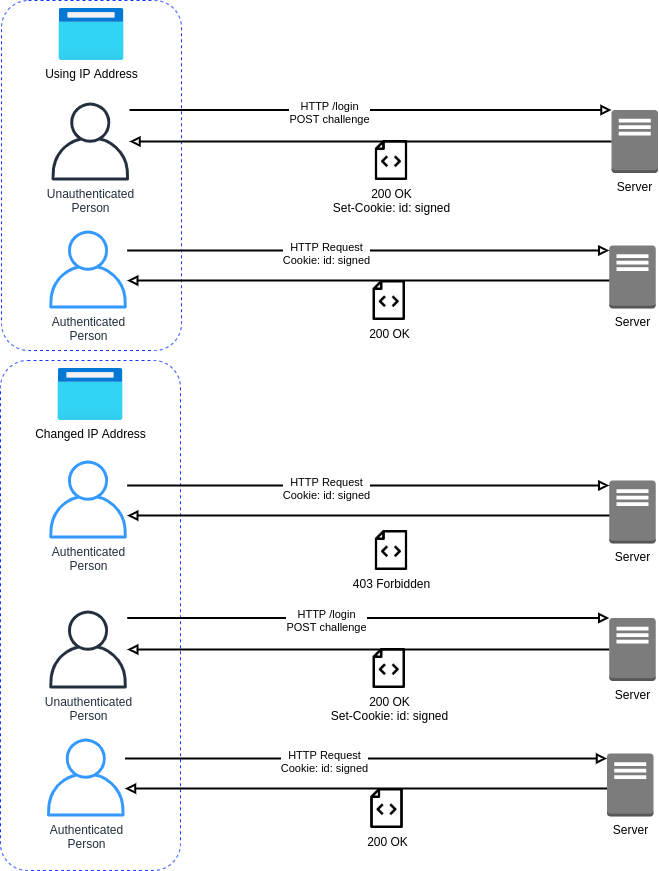 Using IP Address
HTTP /login
POST challenge
200 OK
Set-Cookie: id: signed
Unauthenticated
Person
Server
HTTP Request
Cookie: id: signed
200 OK
Authenticated
Person
Server
Changed IP Address
HTTP Request
Cookie: id: signed
403 Forbidden
Authenticated
Person
Server
HTTP /login
POST challenge
200 OK
Set-Cookie: id: signed
Unauthenticated
Person
Server
HTTP Request
Cookie: id: signed
200 OK
Authenticated
Person
Server